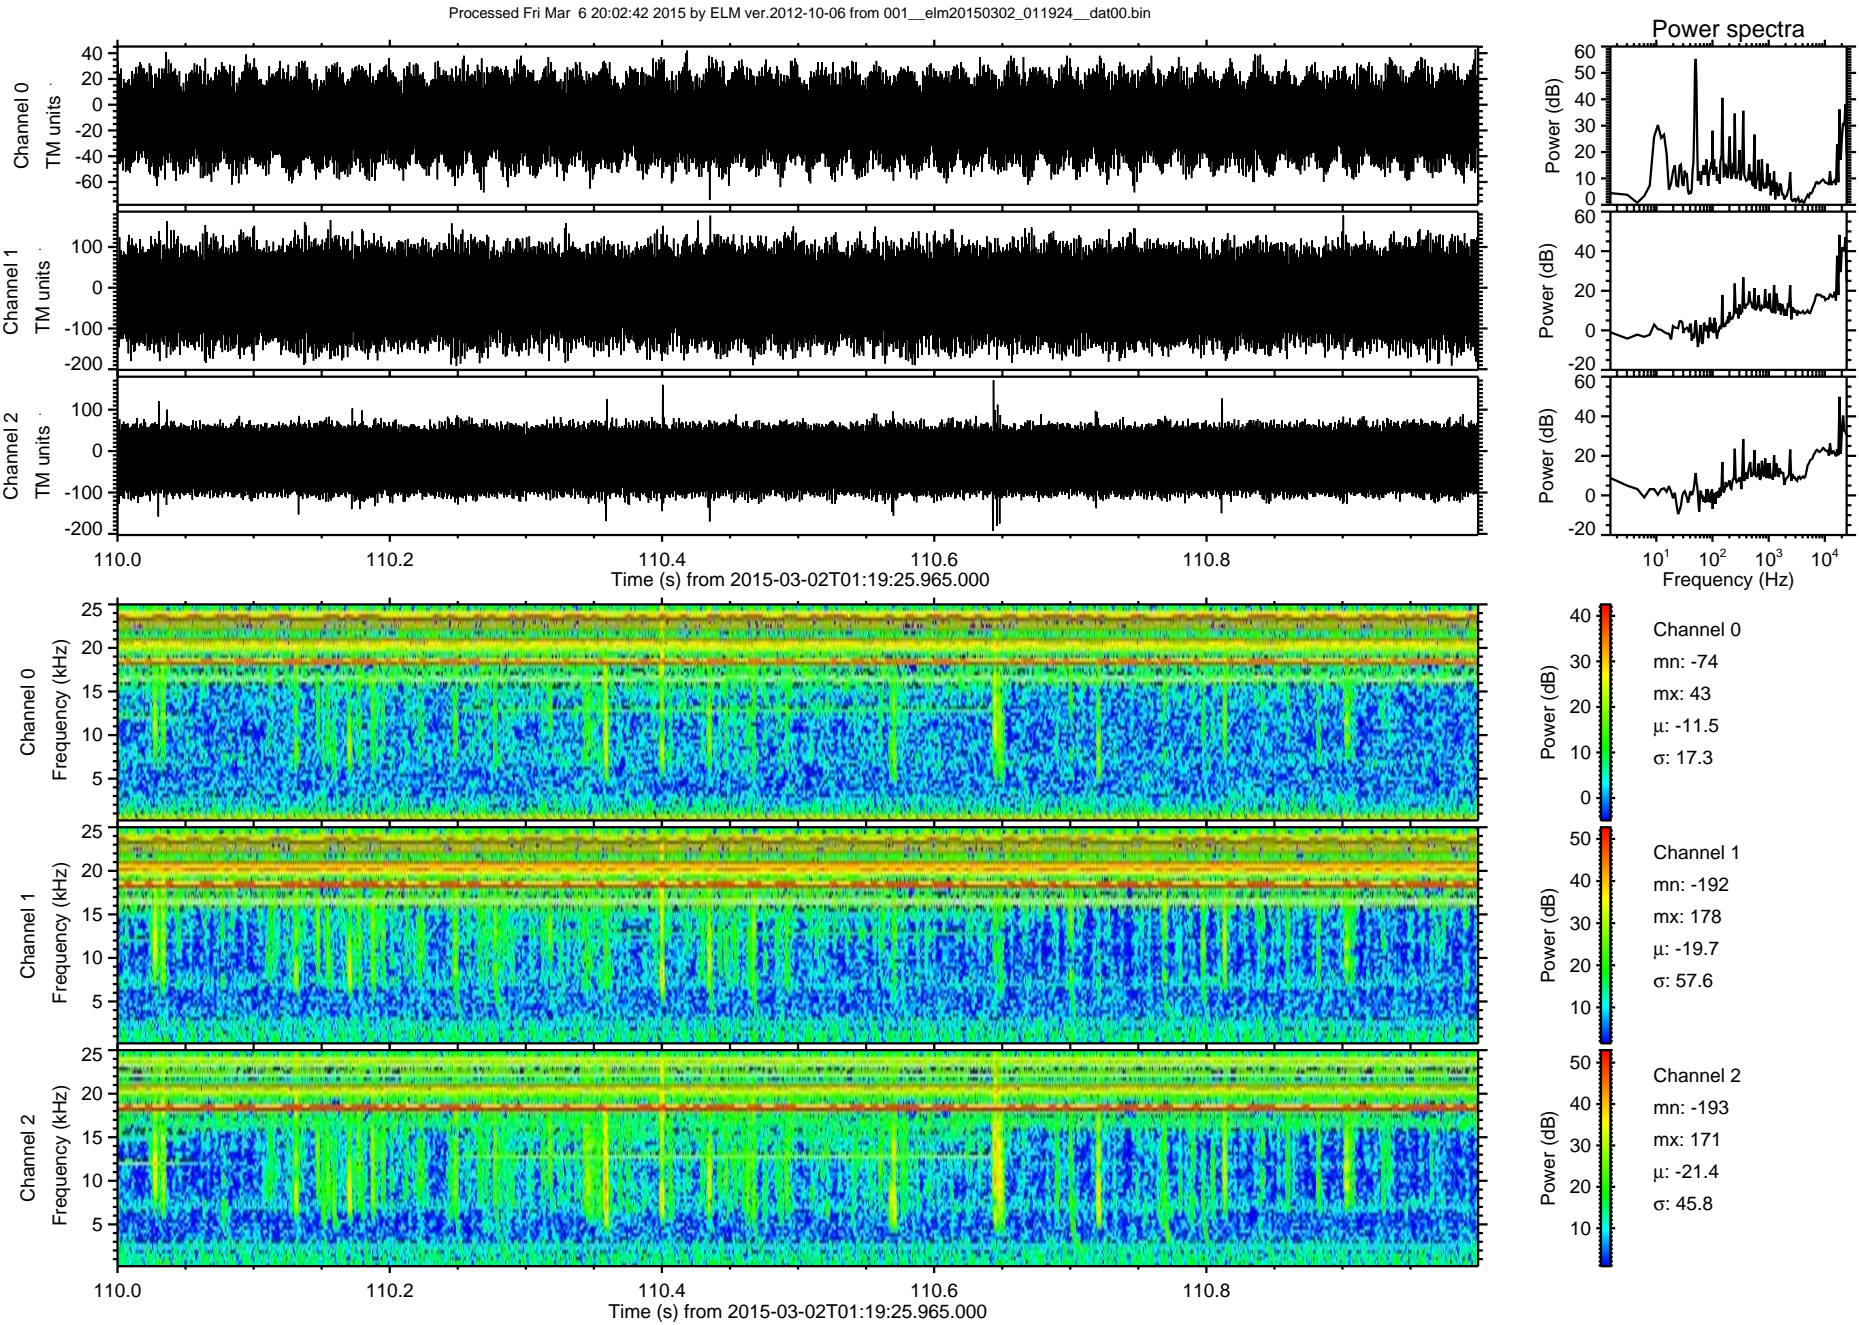 Processed Fri Mar  6 20:02:42 2015 by ELM ver.2012-10-06 from 001__elm20150302_011924__dat00.bin
Power spectra
Channel 0
TM units
40
20
0
-20
-40
-60
Power (dB)
60
50
40
30
20
10
0
Channel 1
TM units
100
0
-100
-200
Power (dB)
60
40
20
0
-20
Channel 2
TM units
100
0
-100
-200
Power (dB)
60
40
20
0
-20
110.0 110.2 110.4 110.6 110.8
Time (s) from 2015-03-02T01:19:25.965.000
10^1 10^2 10^3 10^4
Frequency (Hz)
Channel 0
Frequency (kHz)
25
20
15
10
5
Power (dB)
40
30
20
10
0
Channel 0
mn: -74
mx: 43
μ: -11.5
σ: 17.3
Channel 1
Frequency (kHz)
25
20
15
10
5
Power (dB)
50
40
30
20
10
Channel 1
mn: -192
mx: 178
μ: -19.7
σ: 57.6
Channel 2
Frequency (kHz)
25
20
15
10
5
Power (dB)
50
40
30
20
10
Channel 2
mn: -193
mx: 171
μ: -21.4
σ: 45.8
110.0 110.2 110.4 110.6 110.8
Time (s) from 2015-03-02T01:19:25.965.000